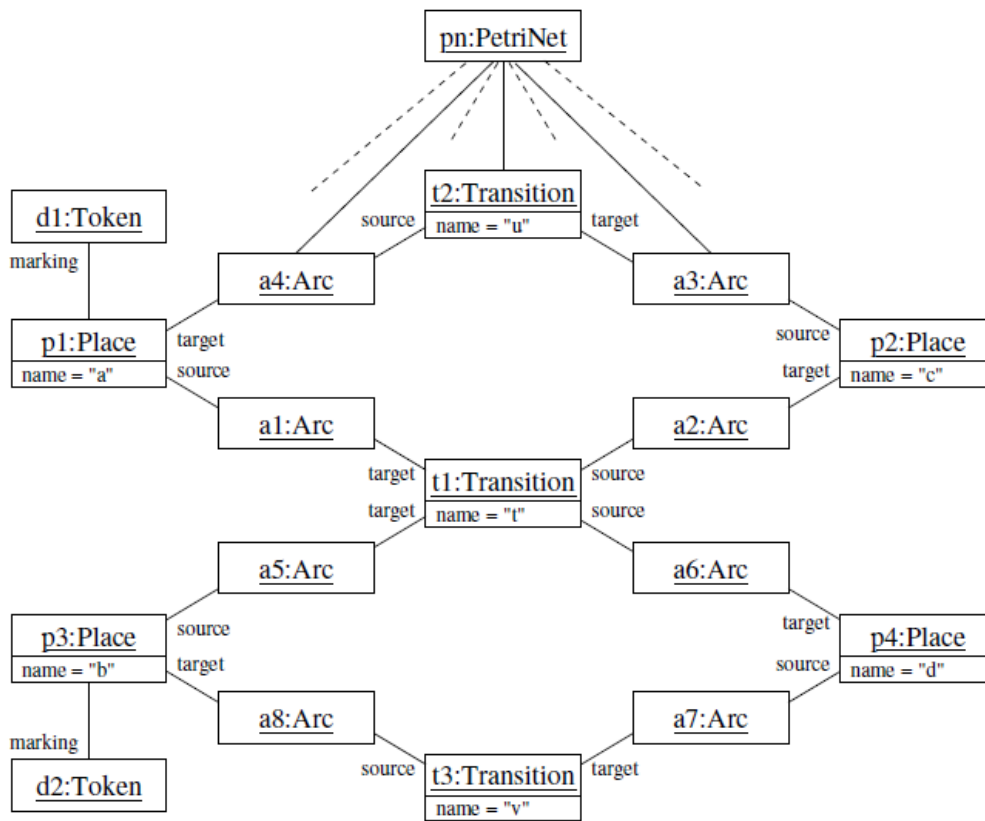 pn:PetriNet
t2:Transition
name = "u"
source
target
d1:Token
marking
a4:Arc
a3:Arc
p1:Place
name = "a"
target
source
source
target
p2:Place
name = "c"
a1:Arc
a2:Arc
target
target
t1:Transition
name = "t"
source
source
a5:Arc
a6:Arc
p3:Place
name = "b"
source
target
target
source
p4:Place
name = "d"
a8:Arc
a7:Arc
marking
d2:Token
source
t3:Transition
name = "v"
target